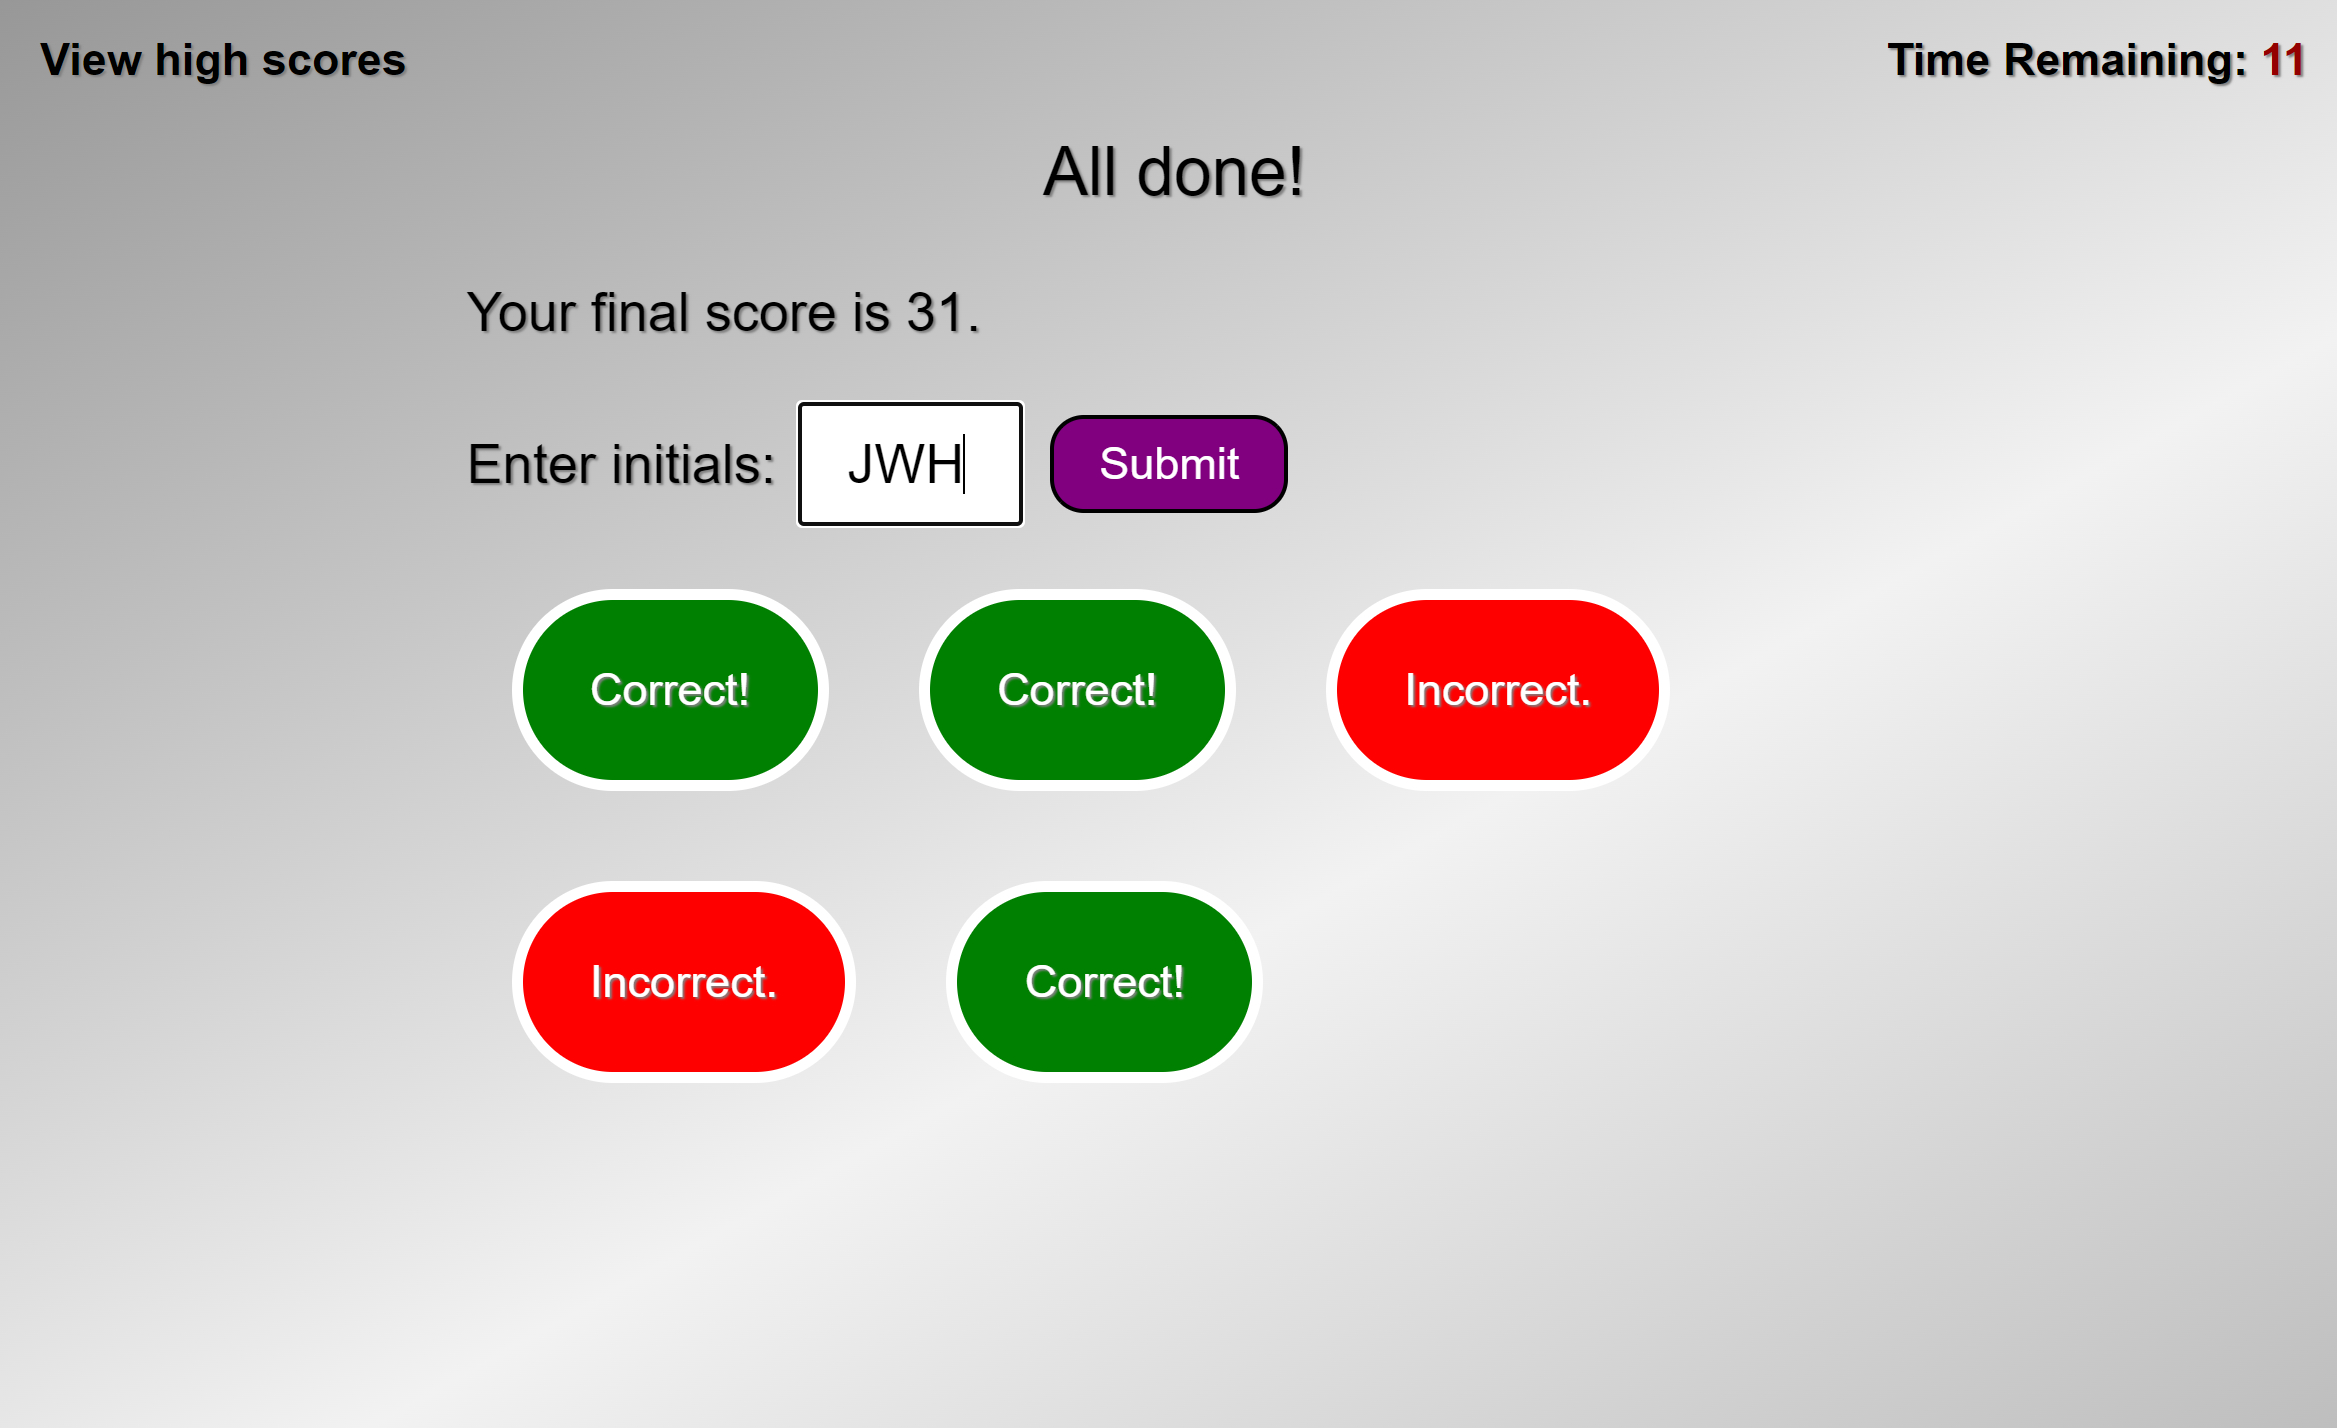 View high scores
Time Remaining: 11
All done!
Your final score is 31.
Enter initials: JWH Submit
Correct! Correct! Incorrect.
Incorrect. Correct!